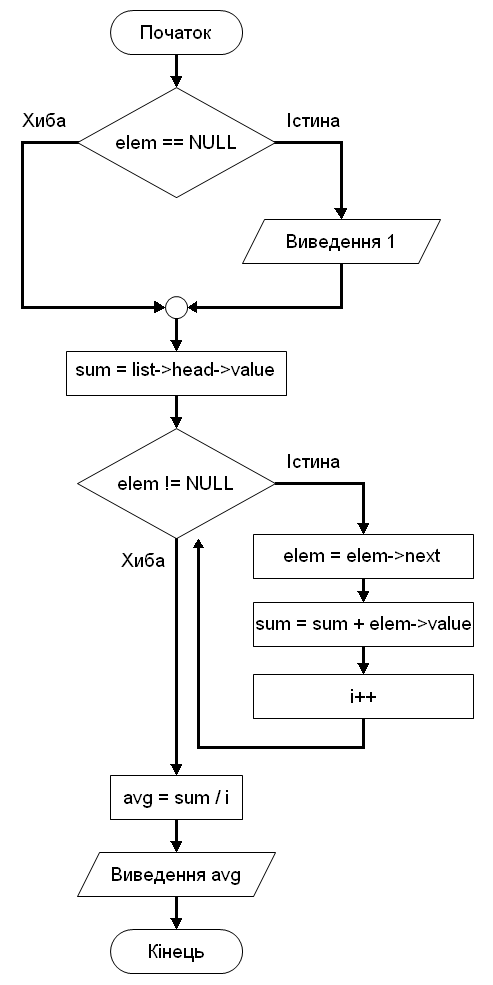 Початок
Хиба
Істина
elem == NULL
Виведення 1
sum = list->head->value
Істина
elem != NULL
Хиба
elem = elem->next
sum = sum + elem->value
i++
avg = sum / i
Виведення avg
Кінець